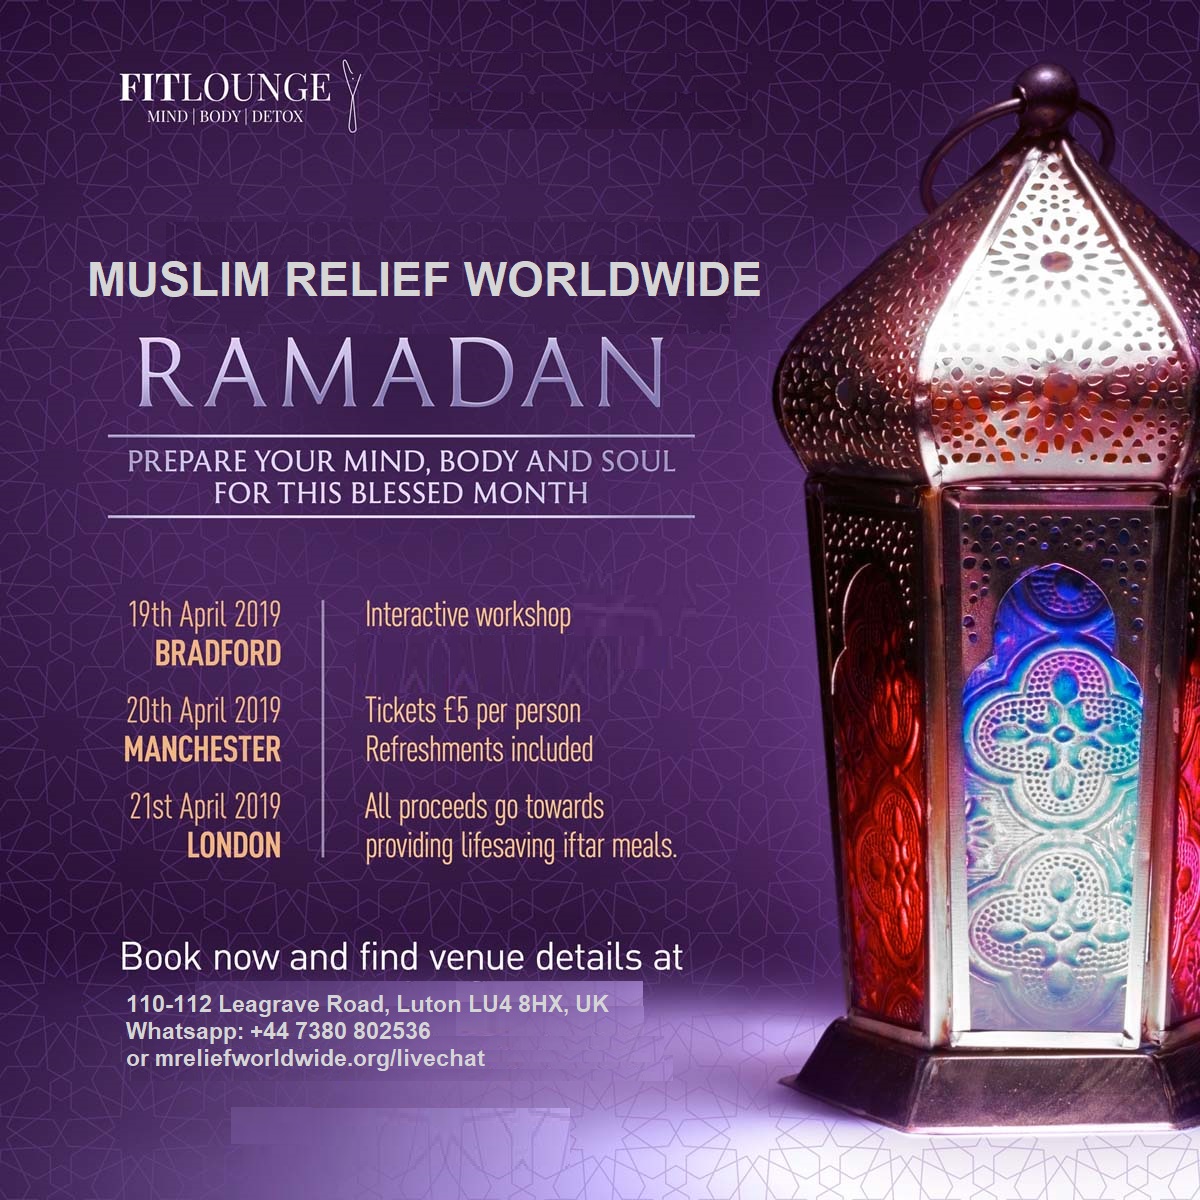 FITLOUNGE
MIND | BODY | DETOX
MUSLIM RELIEF WORLDWIDE
RAMADAN
PREPARE YOUR MIND, BODY AND SOUL
FOR THIS BLESSED MONTH
19th April 2019
BRADFORD
20th April 2019
MANCHESTER
21st April 2019
LONDON
Interactive workshop
Tickets £5 per person
Refreshments included
All proceeds go towards
providing lifesaving iftar meals.
Book now and find venue details at
110-112 Leagrave Road, Luton LU4 8HX, UK
Whatsapp: +44 7380 802536
or mreliefworldwide.org/livechat